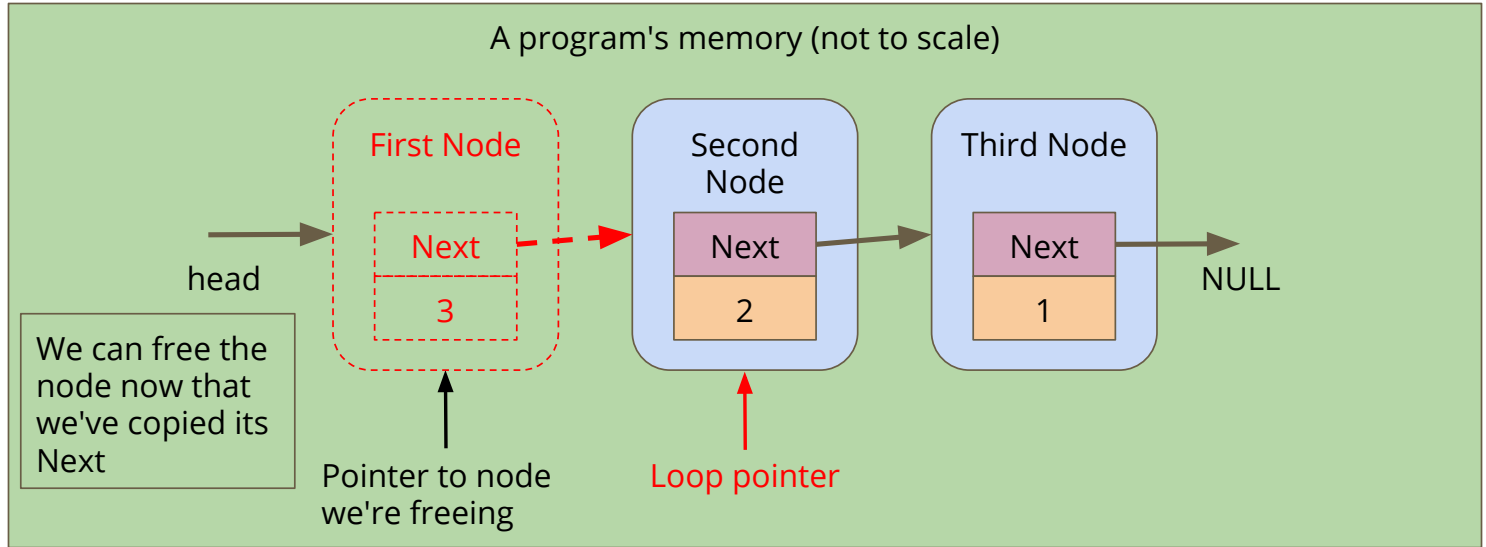 A program's memory (not to scale)
First Node
Second
Node
Third Node
Next
Next
Next
head
3
2
1
NULL
We can free the
node now that
we've copied its
Next
Pointer to node
we're freeing
Loop pointer